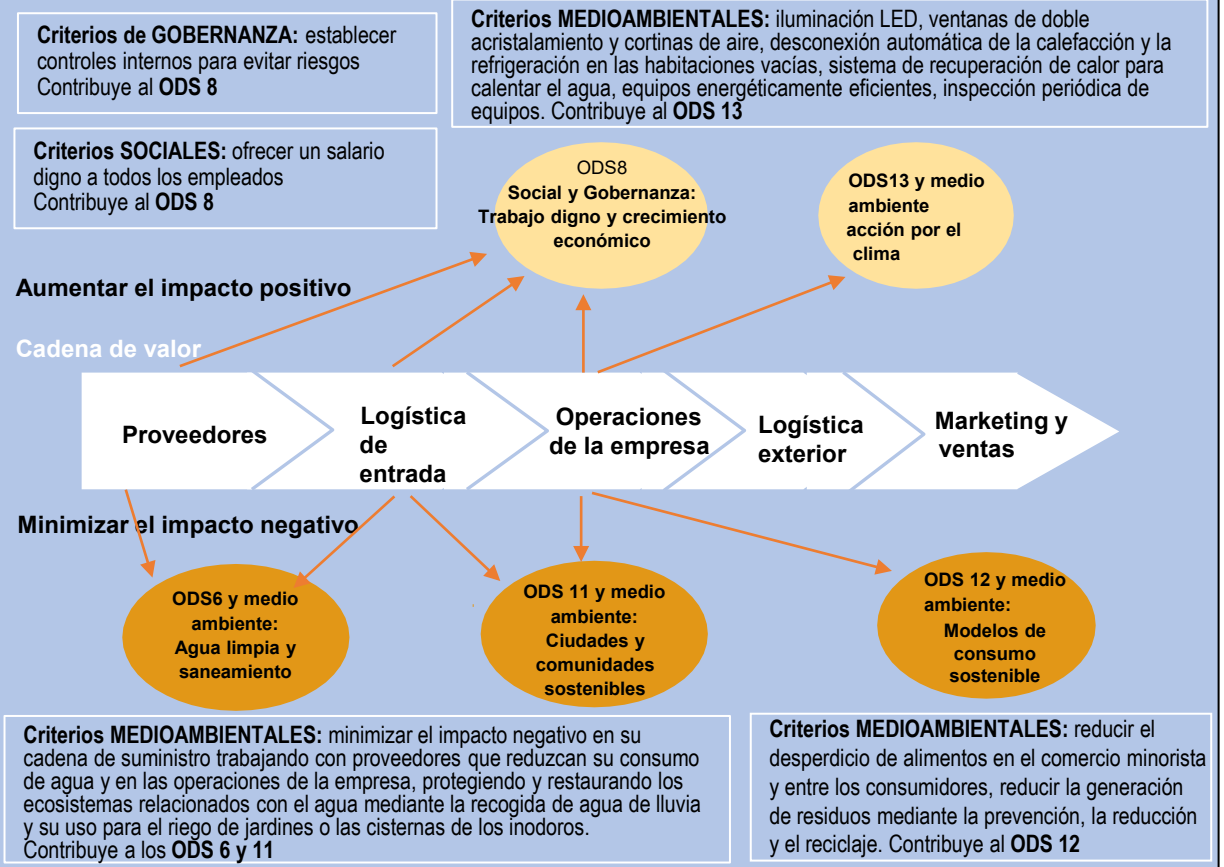 Criterios de GOBERNANZA: establecer
controles internos para evitar riesgos
Contribuye al ODS 8
Criterios MEDIOAMBIENTALES: iluminación LED, ventanas de doble
acristalamiento y cortinas de aire, desconexión automática de la calefacción y la
refrigeración en las habitaciones vacías, sistema de recuperación de calor para
calentar el agua, equipos energéticamente eficientes, inspección periódica de
equipos. Contribuye al ODS 13
Criterios SOCIALES: ofrecer un salario
digno a todos los empleados
Contribuye al ODS 8
ODS8
Social y Gobernanza:
Trabajo digno y crecimiento
económico
ODS13 y medio
ambiente
acción por el
clima
Aumentar el impacto positivo
Cadena de valor
Proveedores
Logística
de
entrada
Operaciones
de la empresa
Logística
exterior
Marketing y
ventas
Minimizar el impacto negativo
ODS6 y medio
ambiente:
Agua limpia y
saneamiento
ODS 11 y medio
ambiente:
Ciudades y
comunidades
sostenibles
ODS 12 y medio
ambiente:
Modelos de
consumo
sostenible
Criterios MEDIOAMBIENTALES: minimizar el impacto negativo en su
cadena de suministro trabajando con proveedores que reduzcan su consumo
de agua y en las operaciones de la empresa, protegiendo y restaurando los
ecosistemas relacionados con el agua mediante la recogida de agua de lluvia
y su uso para el riego de jardines o las cisternas de los inodoros.
Contribuye a los ODS 6 y 11
Criterios MEDIOAMBIENTALES: reducir el
desperdicio de alimentos en el comercio minorista
y entre los consumidores, reducir la generación
de residuos mediante la prevención, la reducción
y el reciclaje. Contribuye al ODS 12